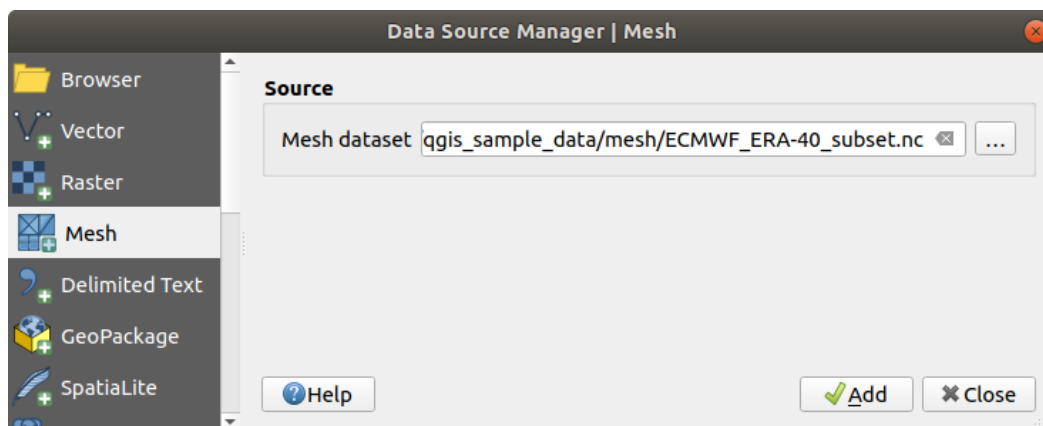 Data Source Manager | Mesh
Browser
Vector
Raster
Mesh
Delimited Text
GeoPackage
SpatiaLite
Source
Mesh dataset qgis_sample_data/mesh/ECMWF_ERA-40_subset.nc ...
Help
Add
Close